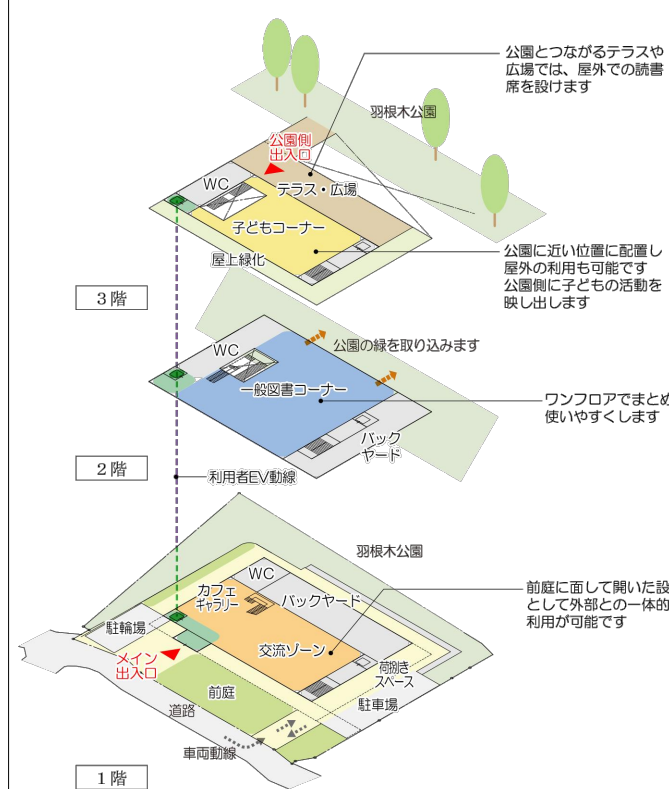 公園とつながるテラスや
広場では、屋外での読書
席を設けます
羽根木公園
公園側
出入口
WC
テラス・広場
子どもコーナー
屋上緑化
公園に近い位置に配置し
屋外の利用も可能です
公園側に子どもの活動を
映し出します
3階
WC
公園の緑を取り込みます
一般図書コーナー
ワンフロアでまとめ
使いやすくします
バック
ヤード
2階
利用者EV動線
羽根木公園
WC
カフェ
ギャラリー
バックヤード
前庭に面して開いた設
として外部との一体的
利用が可能です
駐輪場
交流ゾーン
メイン
出入口
荷捌き
スペース
前庭
駐車場
道路
車両動線
1階